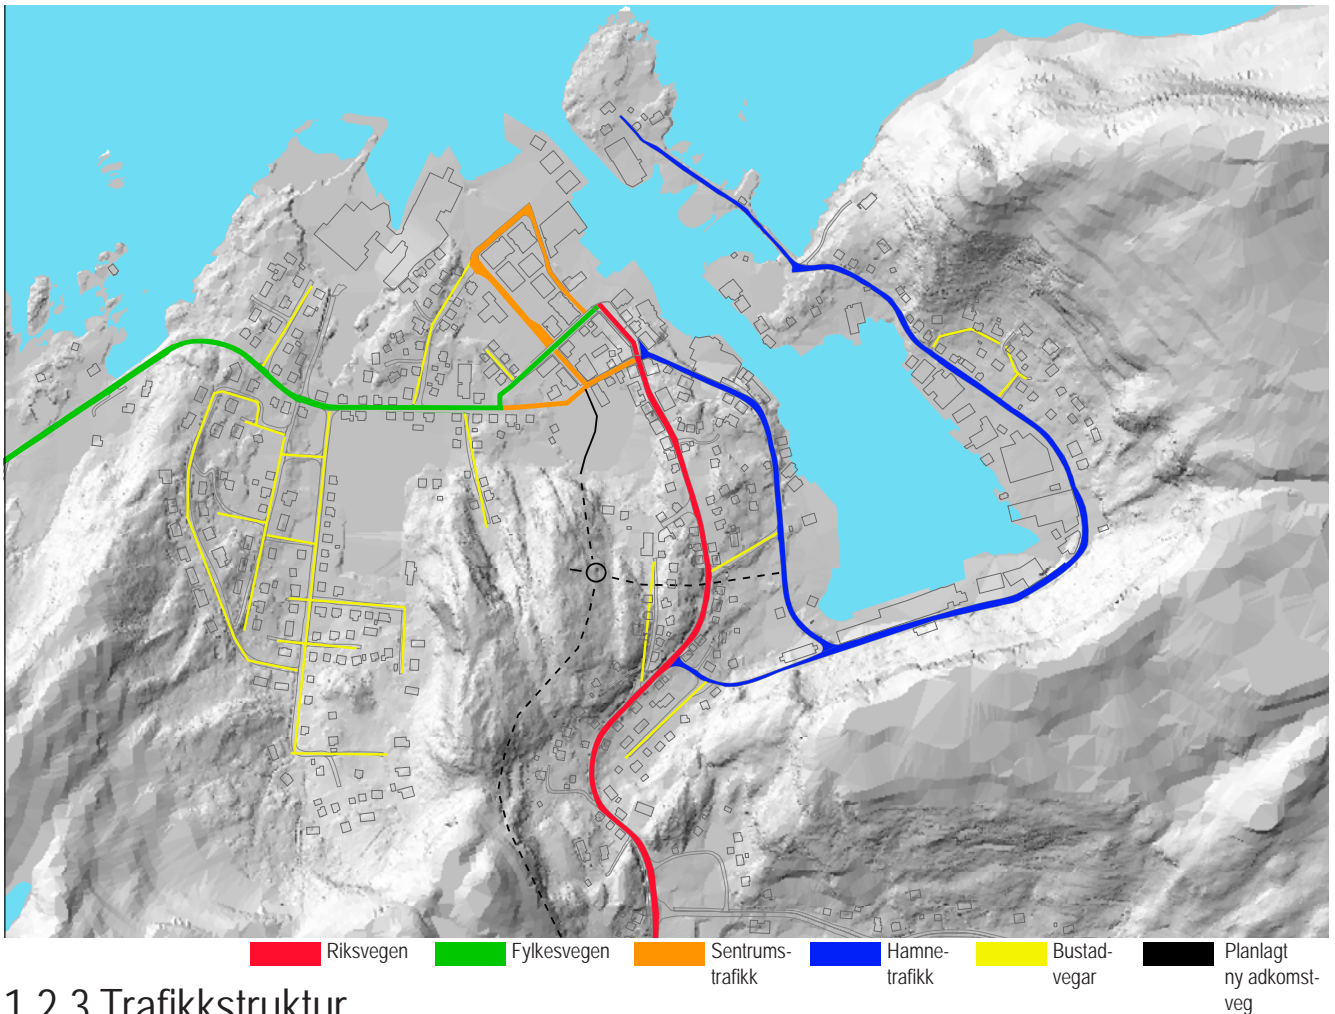 Riksvegen
Fylkesvegen
Sentrums-
trafikk
Hamne-
trafikk
Bustad-
vegar
Planlagt
ny adkomst-
veg
1.2.3 Trafikkstruktur